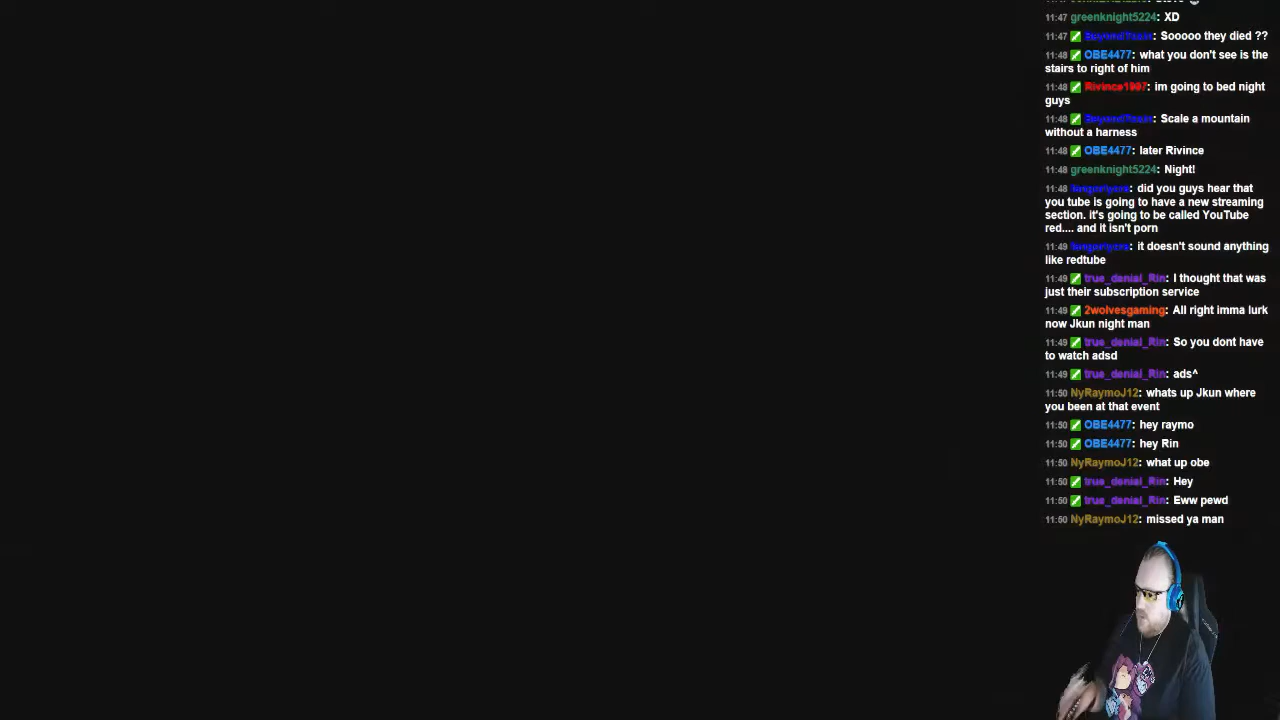 11:47 greenknight5224: XD
11:47 Sooooo they died ??
11:48 OBE4477: what you don't see is the
stairs to right of him
11:48 Rivince1997: im going to bed night
guys
11:48 Scale a mountain
without a harness
11:48 OBE4477: later Rivince
11:48 greenknight5224: Night!
11:48 did you guys hear that
you tube is going to have a new streaming
section. it's going to be called YouTube
red.... and it isn't porn
11:49 it doesn't sound anything
like redtube
11:49 true_denial_Rin: I thought that was
just their subscription service
11:49 2wolvesgaming: All right imma lurk
now Jkun night man
11:49 true_denial_Rin: So you dont have
to watch adsd
11:49 true_denial_Rin: ads^
11:50 NyRaymoJ12: whats up Jkun where
you been at that event
11:50 OBE4477: hey raymo
11:50 OBE4477: hey Rin
11:50 NyRaymoJ12: what up obe
11:50 true_denial_Rin: Hey
11:50 true_denial_Rin: Eww pewd
11:50 NyRaymoJ12: missed ya man